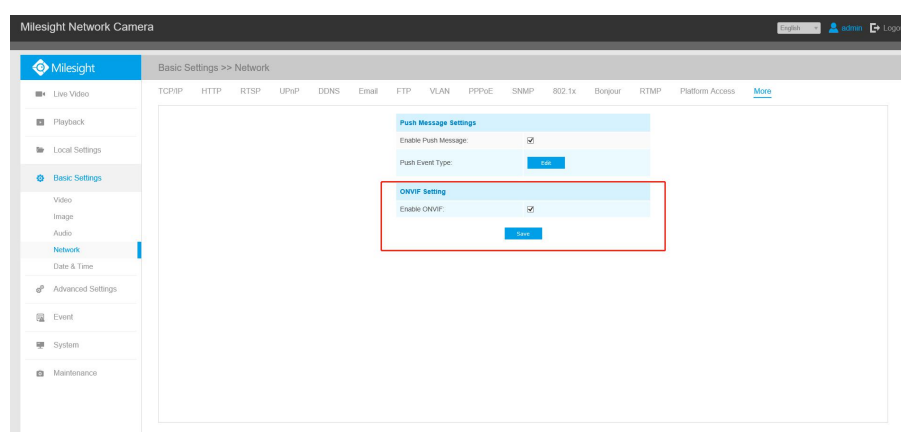 Milesight Network Camera
English admin Logo
Milesight
Basic Settings >> Network
TCP/IP HTTP RTSP UPnP DDNS Email FTP VLAN PPPoE SNMP 802.1x Bonjour RTMP Platform Access More
Live Video
Playback
Local Settings
Basic Settings
Video
Image
Audio
Network
Date & Time
Advanced Settings
Event
System
Maintenance
Push Message Settings
Enable Push Message:
Push Event Type: Edit
ONVIF Setting
Enable ONVIF:
Save